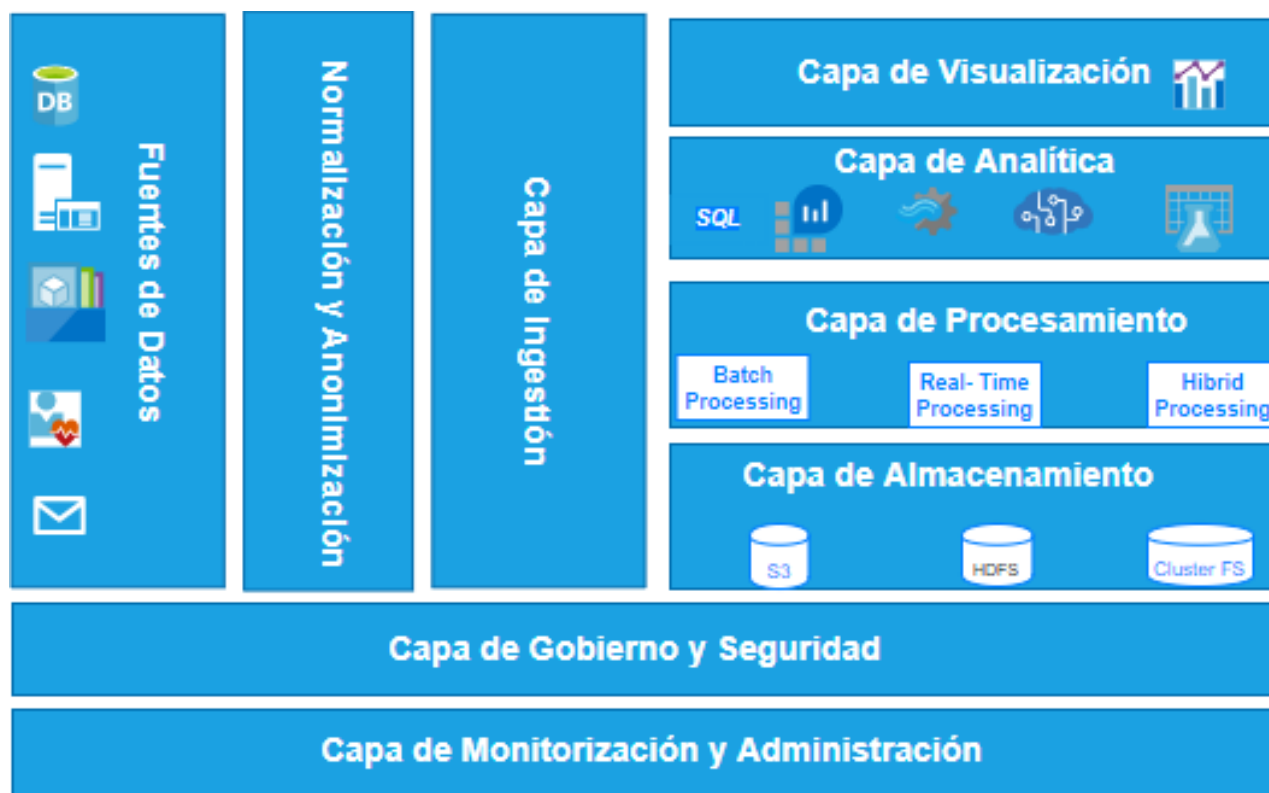 DB
Fuentes de Datos
Normalización y Anonimización
Capa de Ingestión
Capa de Visualización
Capa de Analítica
SQL
Capa de Procesamiento
Batch
Processing
Real- Time
Processing
Hibrid
Processing
Capa de Almacenamiento
S3
HDFS
Cluster FS
Capa de Gobierno y Seguridad
Capa de Monitorización y Administración